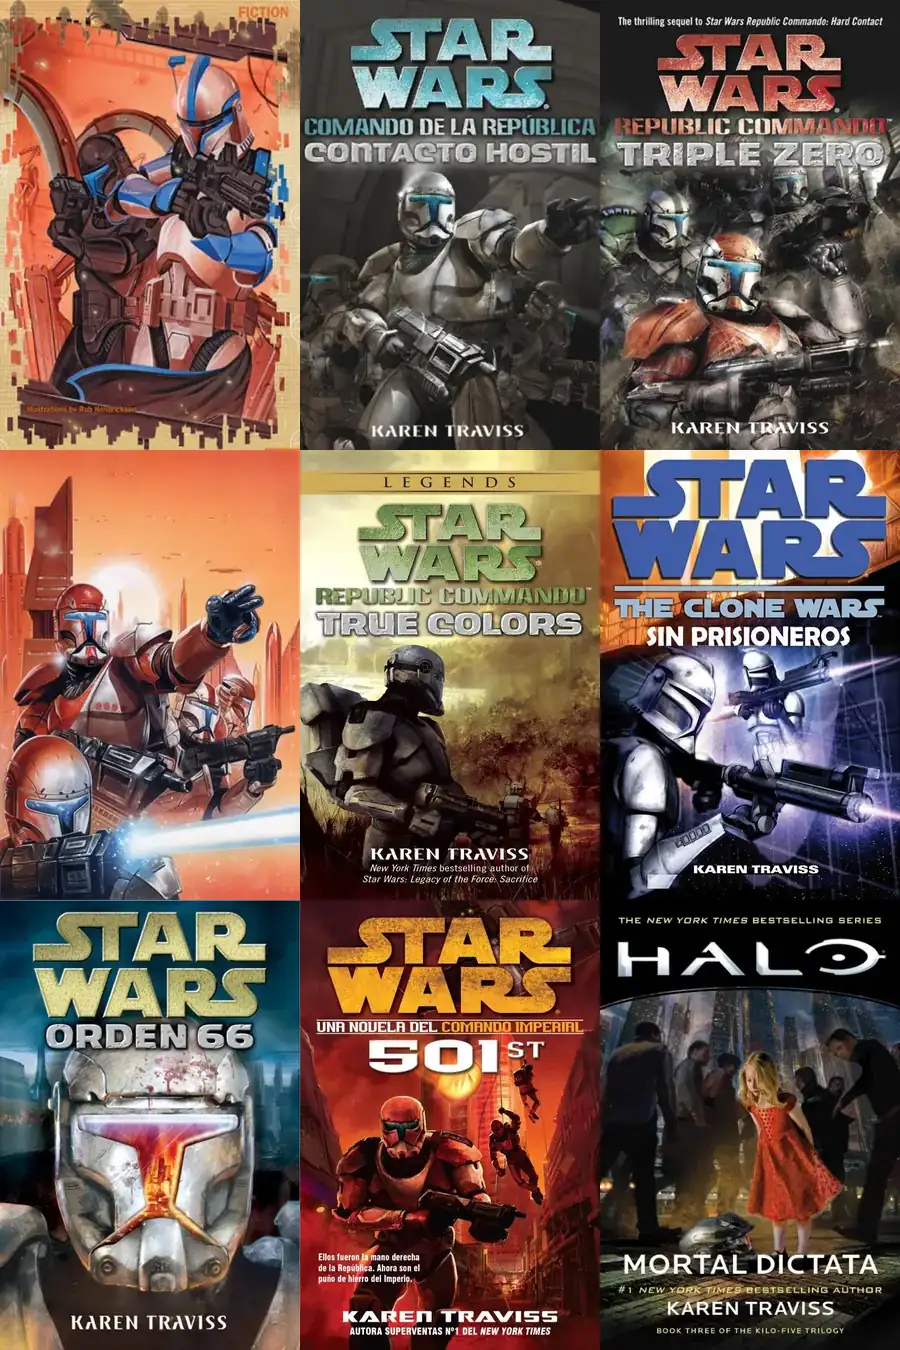 FICTION
Illustrations by Rob Hendrickson
STAR
WARS
COMANDO DE LA REPÚBLICA
CONTACTO HOSTIL
KAREN TRAVISS
The thrilling sequel to Star Wars Republic Commando: Hard Contact
STAR
WARS
REPUBLIC COMMANDO™
TRIPLE ZERO
KAREN TRAVISS
LEGENDS
STAR
WARS
REPUBLIC COMMANDO™
TRUE COLORS
KAREN TRAVISS
New York Times bestselling author of
Star Wars: Legacy of the Force: Sacrifice
STAR
WARS
THE CLONE WARS™
SIN PRISIONEROS
KAREN TRAVISS
STAR
WARS
ORDEN 66
KAREN TRAVISS
STAR
WARS
UNA NOVELA DEL COMANDO IMPERIAL
501ST
Ellos fueron la mano derecha
de la República. Ahora son el
puño de hierro del Imperio.
KAREN TRAVISS
AUTORA SUPERVENTAS Nº1 DEL NEW YORK TIMES
THE NEW YORK TIMES BESTSELLING SERIES
HALO
MORTAL DICTATA
#1 NEW YORK TIMES BESTSELLING AUTHOR
KAREN TRAVISS
BOOK THREE OF THE KILO-FIVE TRILOGY